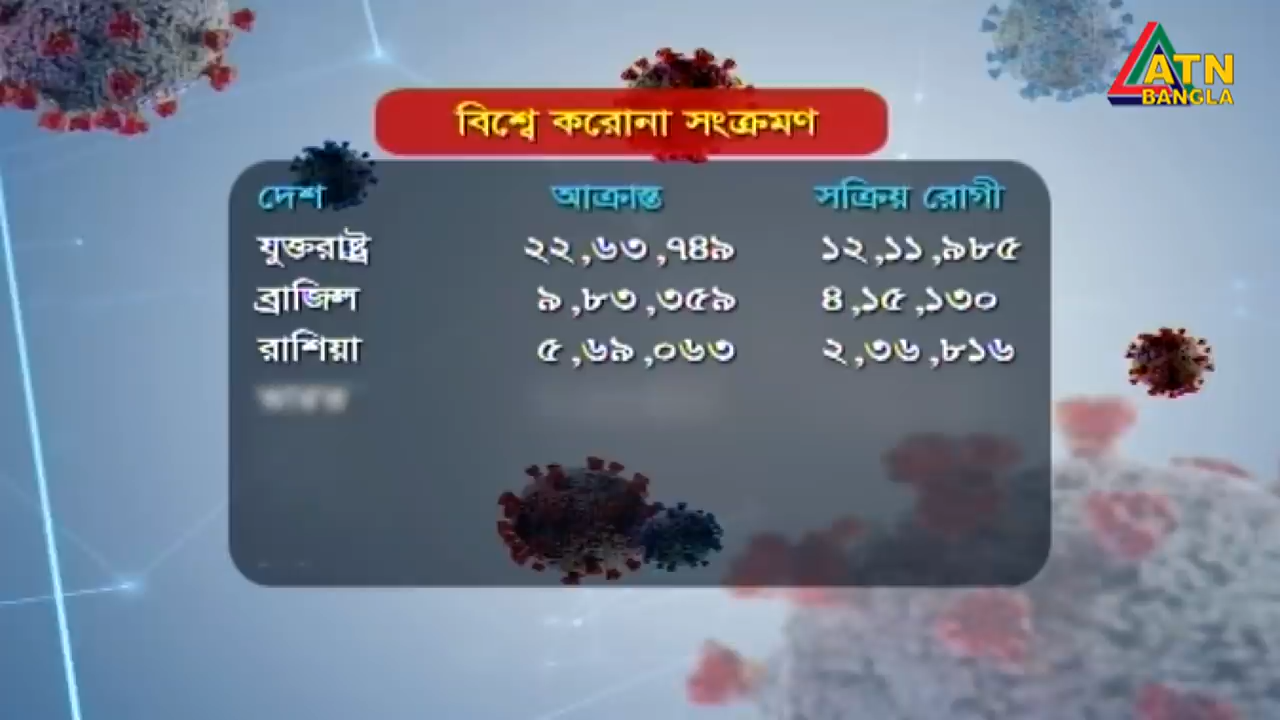 ATN
BANGLA
বিশ্বে করোনা সংক্রমণ
দেশ আক্রান্ত সক্রিয় রোগী
যুক্তরাষ্ট্র ২২,৬৩,৭৪৯ ১২,১১,৯৮৫
ব্রাজিল ৯,৮৩,৩৫৯ ৪,১৫,১৩০
রাশিয়া ৫,৬৯,০৬৩ ২,৩৬,৮১৬